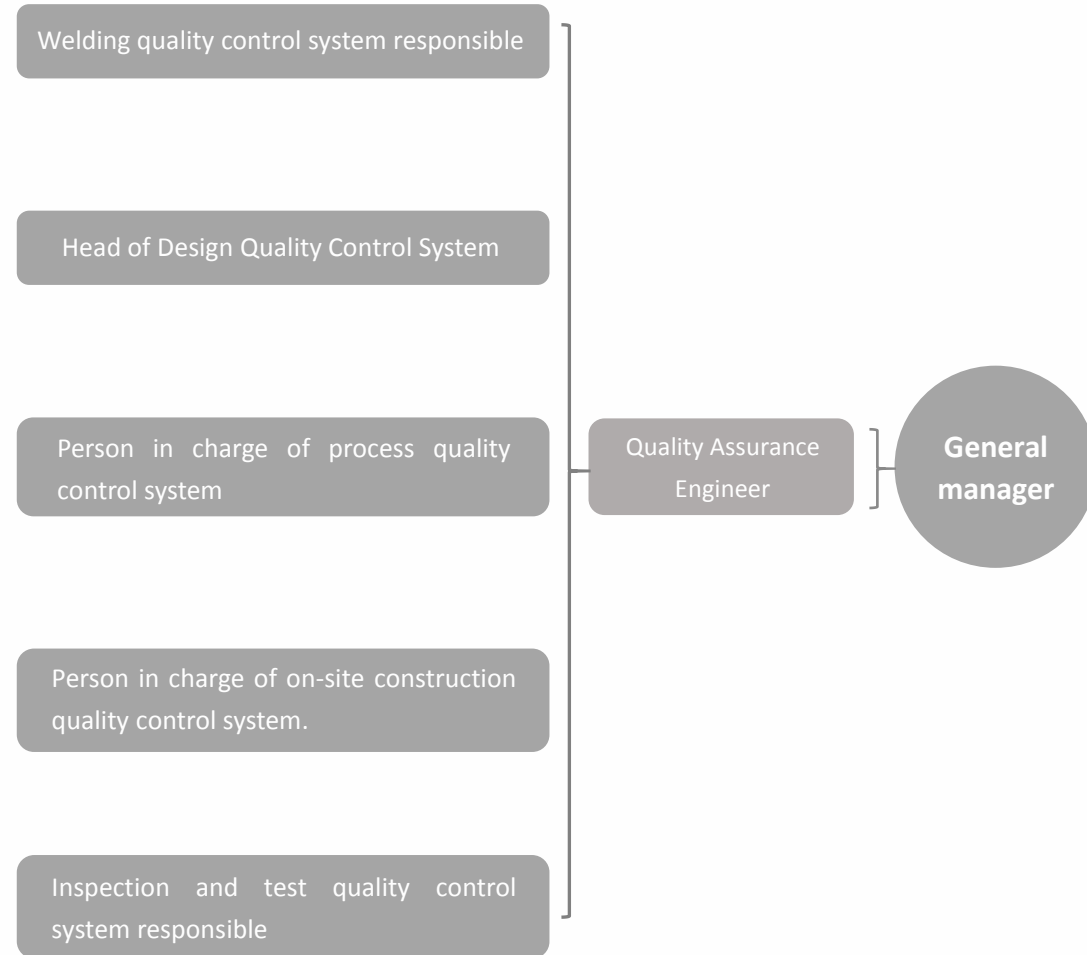 Welding quality control system responsible
Head of Design Quality Control System
Person in charge of process quality
control system
Person in charge of on-site construction
quality control system.
Inspection and test quality control
system responsible
Quality Assurance
Engineer
General
manager